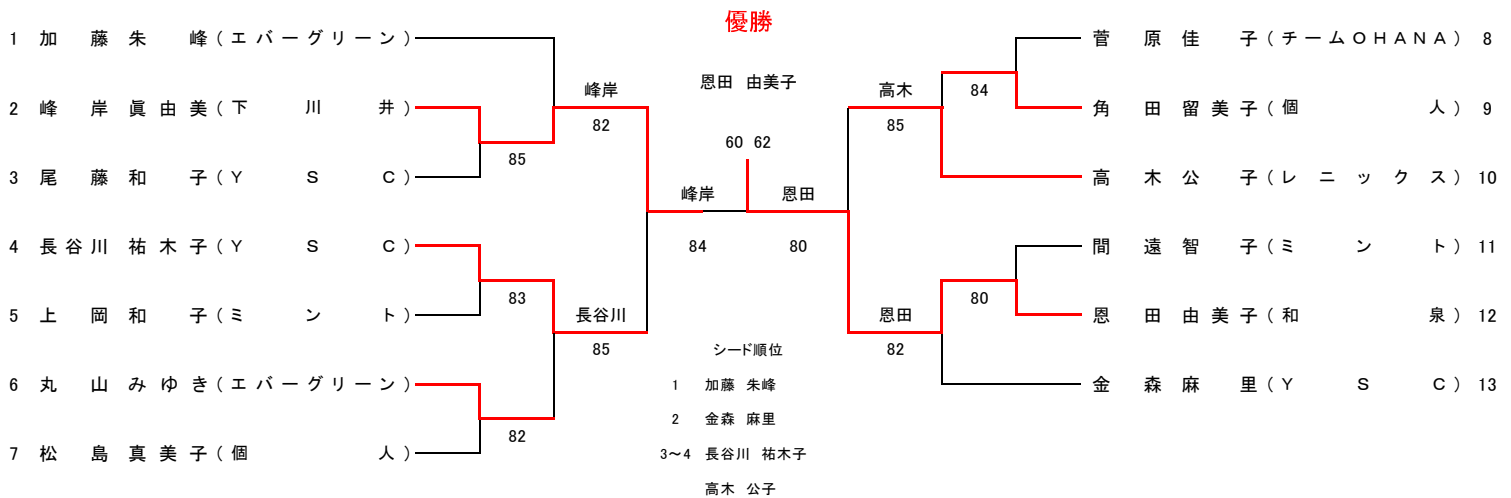 優勝
1 加藤朱峰(エバーグリーン)
菅原佳子(チームOHANA) 8
恩田 由美子
峰岸
高木
84
2 峰岸眞由美(下川井)
角田留美子(個人) 9
82
85
60 62
85
3 尾藤和子(YSC)
高木公子(レニックス) 10
峰岸
恩田
4 長谷川祐木子(YSC)
84
80
間遠智子(ミント) 11
83
80
5 上岡和子(ミント)
長谷川
恩田
恩田由美子(和泉) 12
85
82
シード順位
6 丸山みゆき(エバーグリーン)
1 加藤 朱峰
金森麻里(YSC) 13
2 金森 麻里
82
7 松島真美子(個人)
3～4 長谷川 祐木子
高木 公子